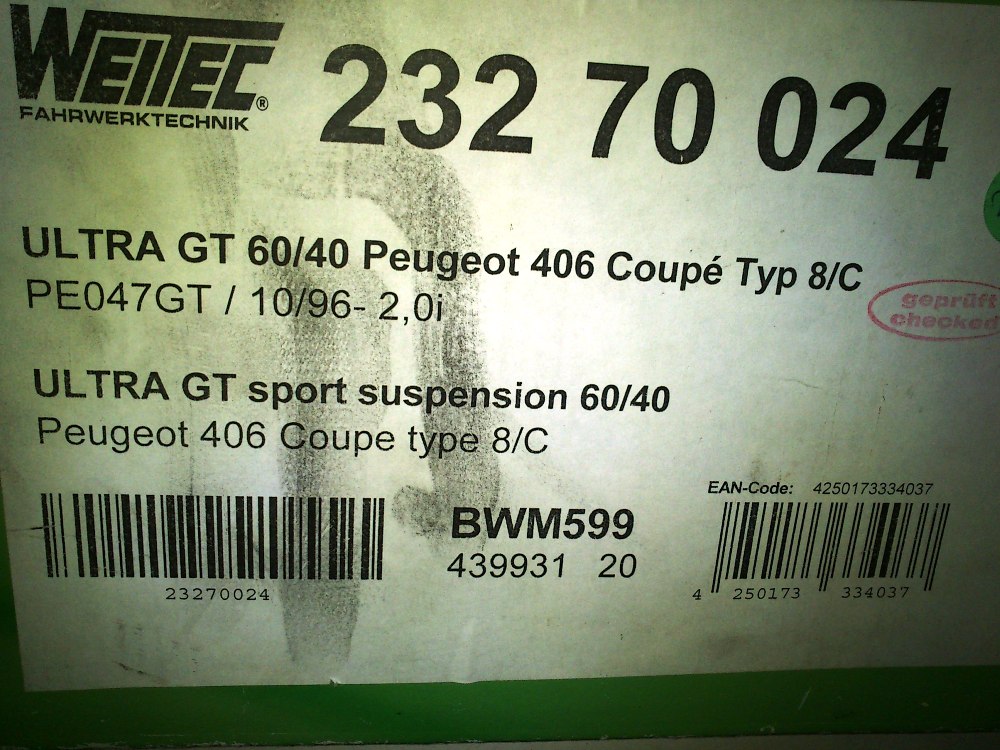 WEITEC®
FAHRWERKTECHNIK
232 70 024
ULTRA GT 60/40 Peugeot 406 Coupé Typ 8/C
PE047GT / 10/96- 2,0i
geprüft
checked
ULTRA GT sport suspension 60/40
Peugeot 406 Coupe type 8/C
23270024
BWM599
439931 20
EAN-Code: 4250173334037
4 250173 334037